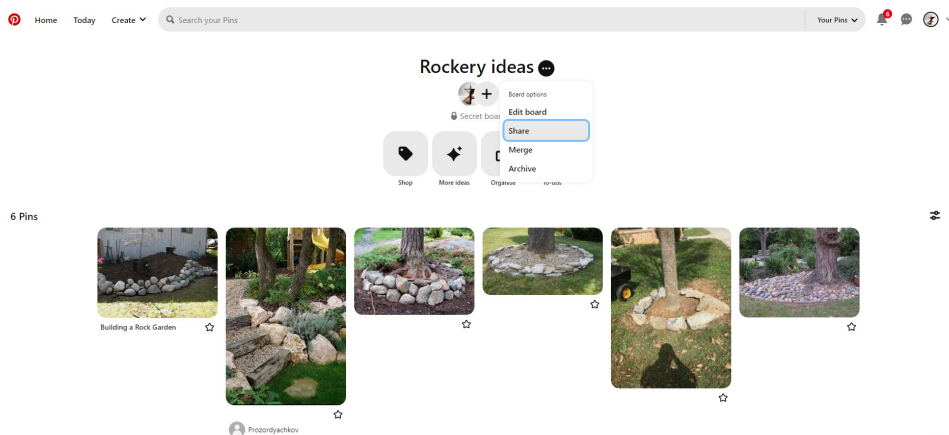 Home Today Create Search your Pins Your Pins 6
Rockery ideas
Board options
Edit board
Secret boar
Share
Merge
Archive
Shop More ideas Organise To-dos
6 Pins
Building a Rock Garden
Prozordyachkov